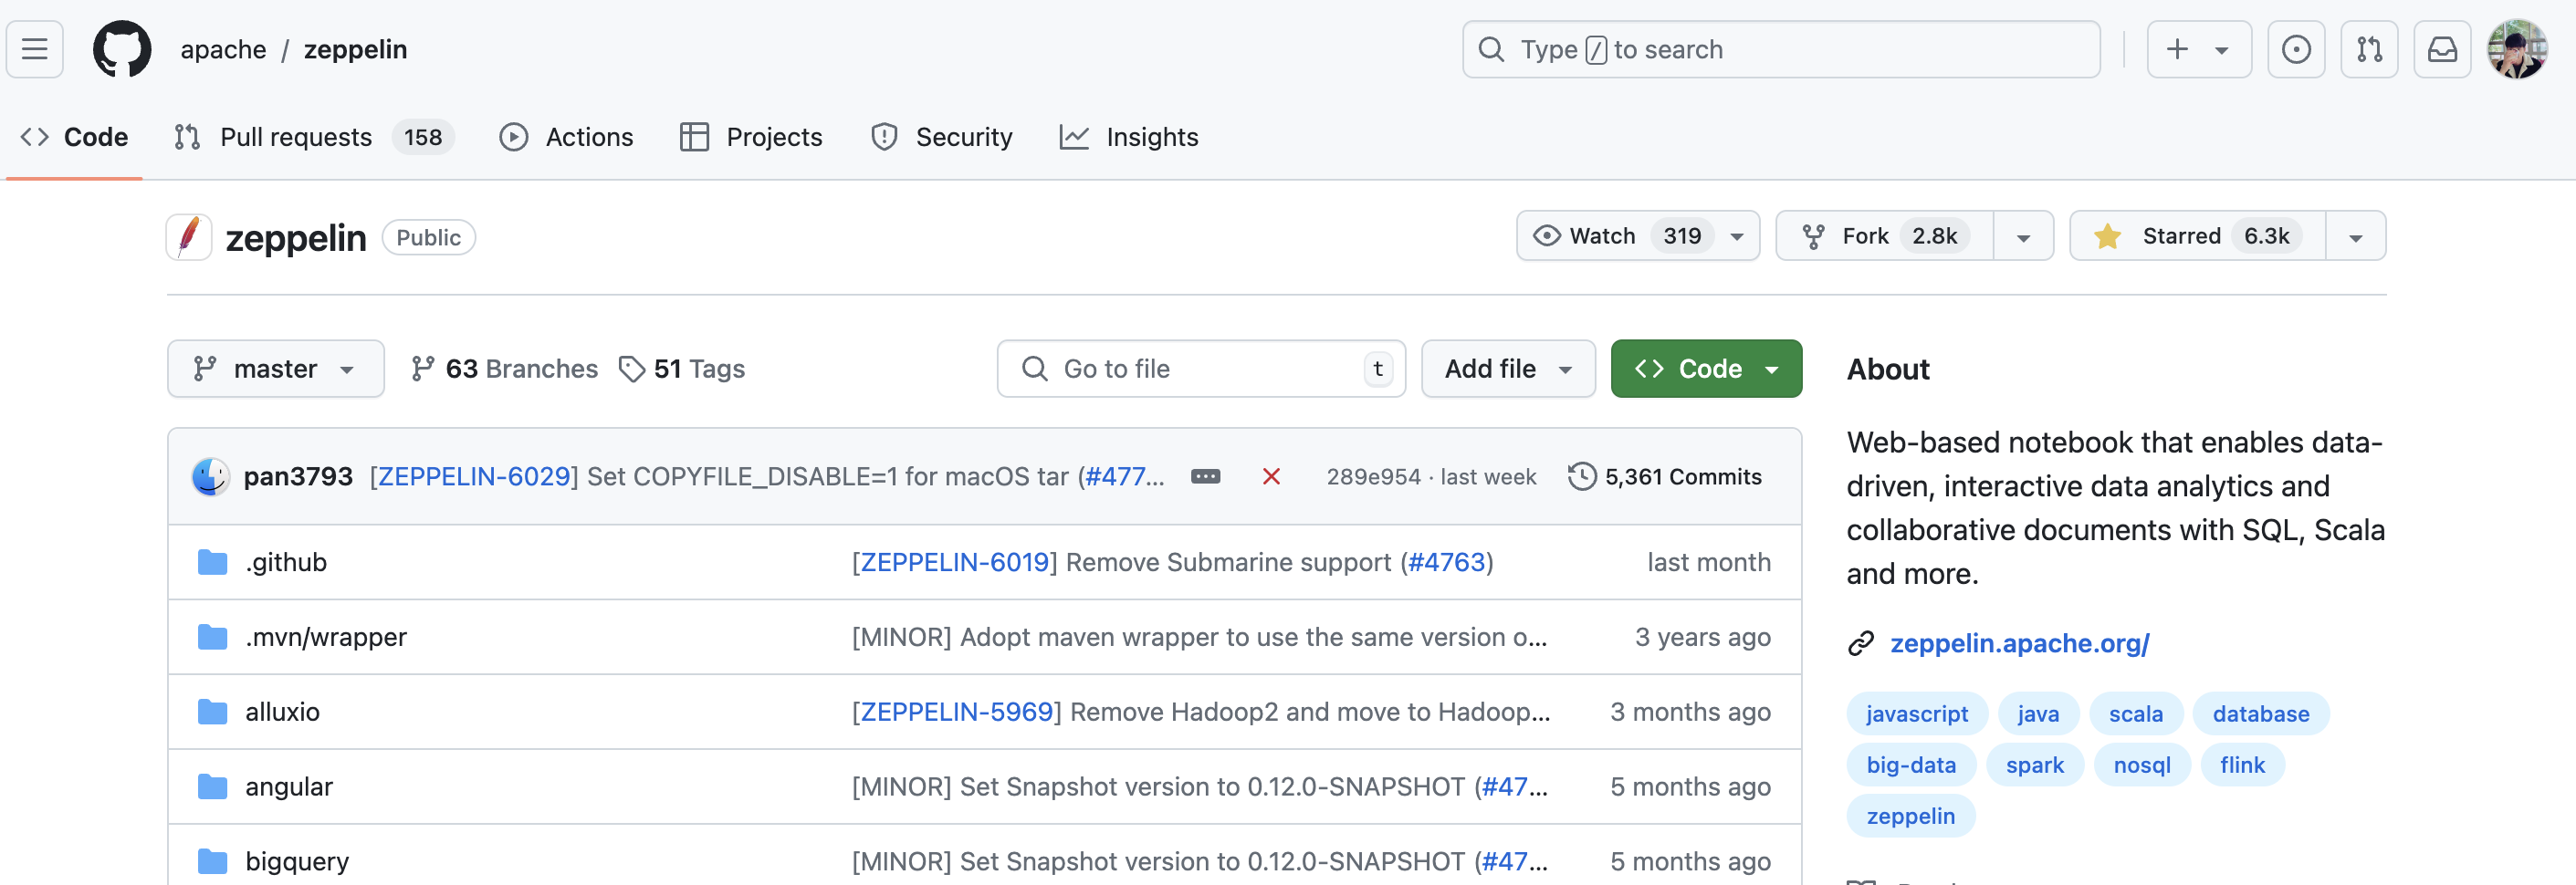 apache / zeppelin
Type / to search
Code
Pull requests 158
Actions
Projects
Security
Insights
zeppelin Public
Watch 319
Fork 2.8k
Starred 6.3k
master
63 Branches
51 Tags
Go to file t
Add file
Code
pan3793 [ZEPPELIN-6029] Set COPYFILE_DISABLE=1 for macOS tar (#477... 289e954 · last week 5,361 Commits
.github [ZEPPELIN-6019] Remove Submarine support (#4763) last month
.mvn/wrapper [MINOR] Adopt maven wrapper to use the same version o... 3 years ago
alluxio [ZEPPELIN-5969] Remove Hadoop2 and move to Hadoop... 3 months ago
angular [MINOR] Set Snapshot version to 0.12.0-SNAPSHOT (#47... 5 months ago
bigquery [MINOR] Set Snapshot version to 0.12.0-SNAPSHOT (#47... 5 months ago
About
Web-based notebook that enables data-
driven, interactive data analytics and
collaborative documents with SQL, Scala
and more.
zeppelin.apache.org/
javascript java scala database
big-data spark nosql flink
zeppelin